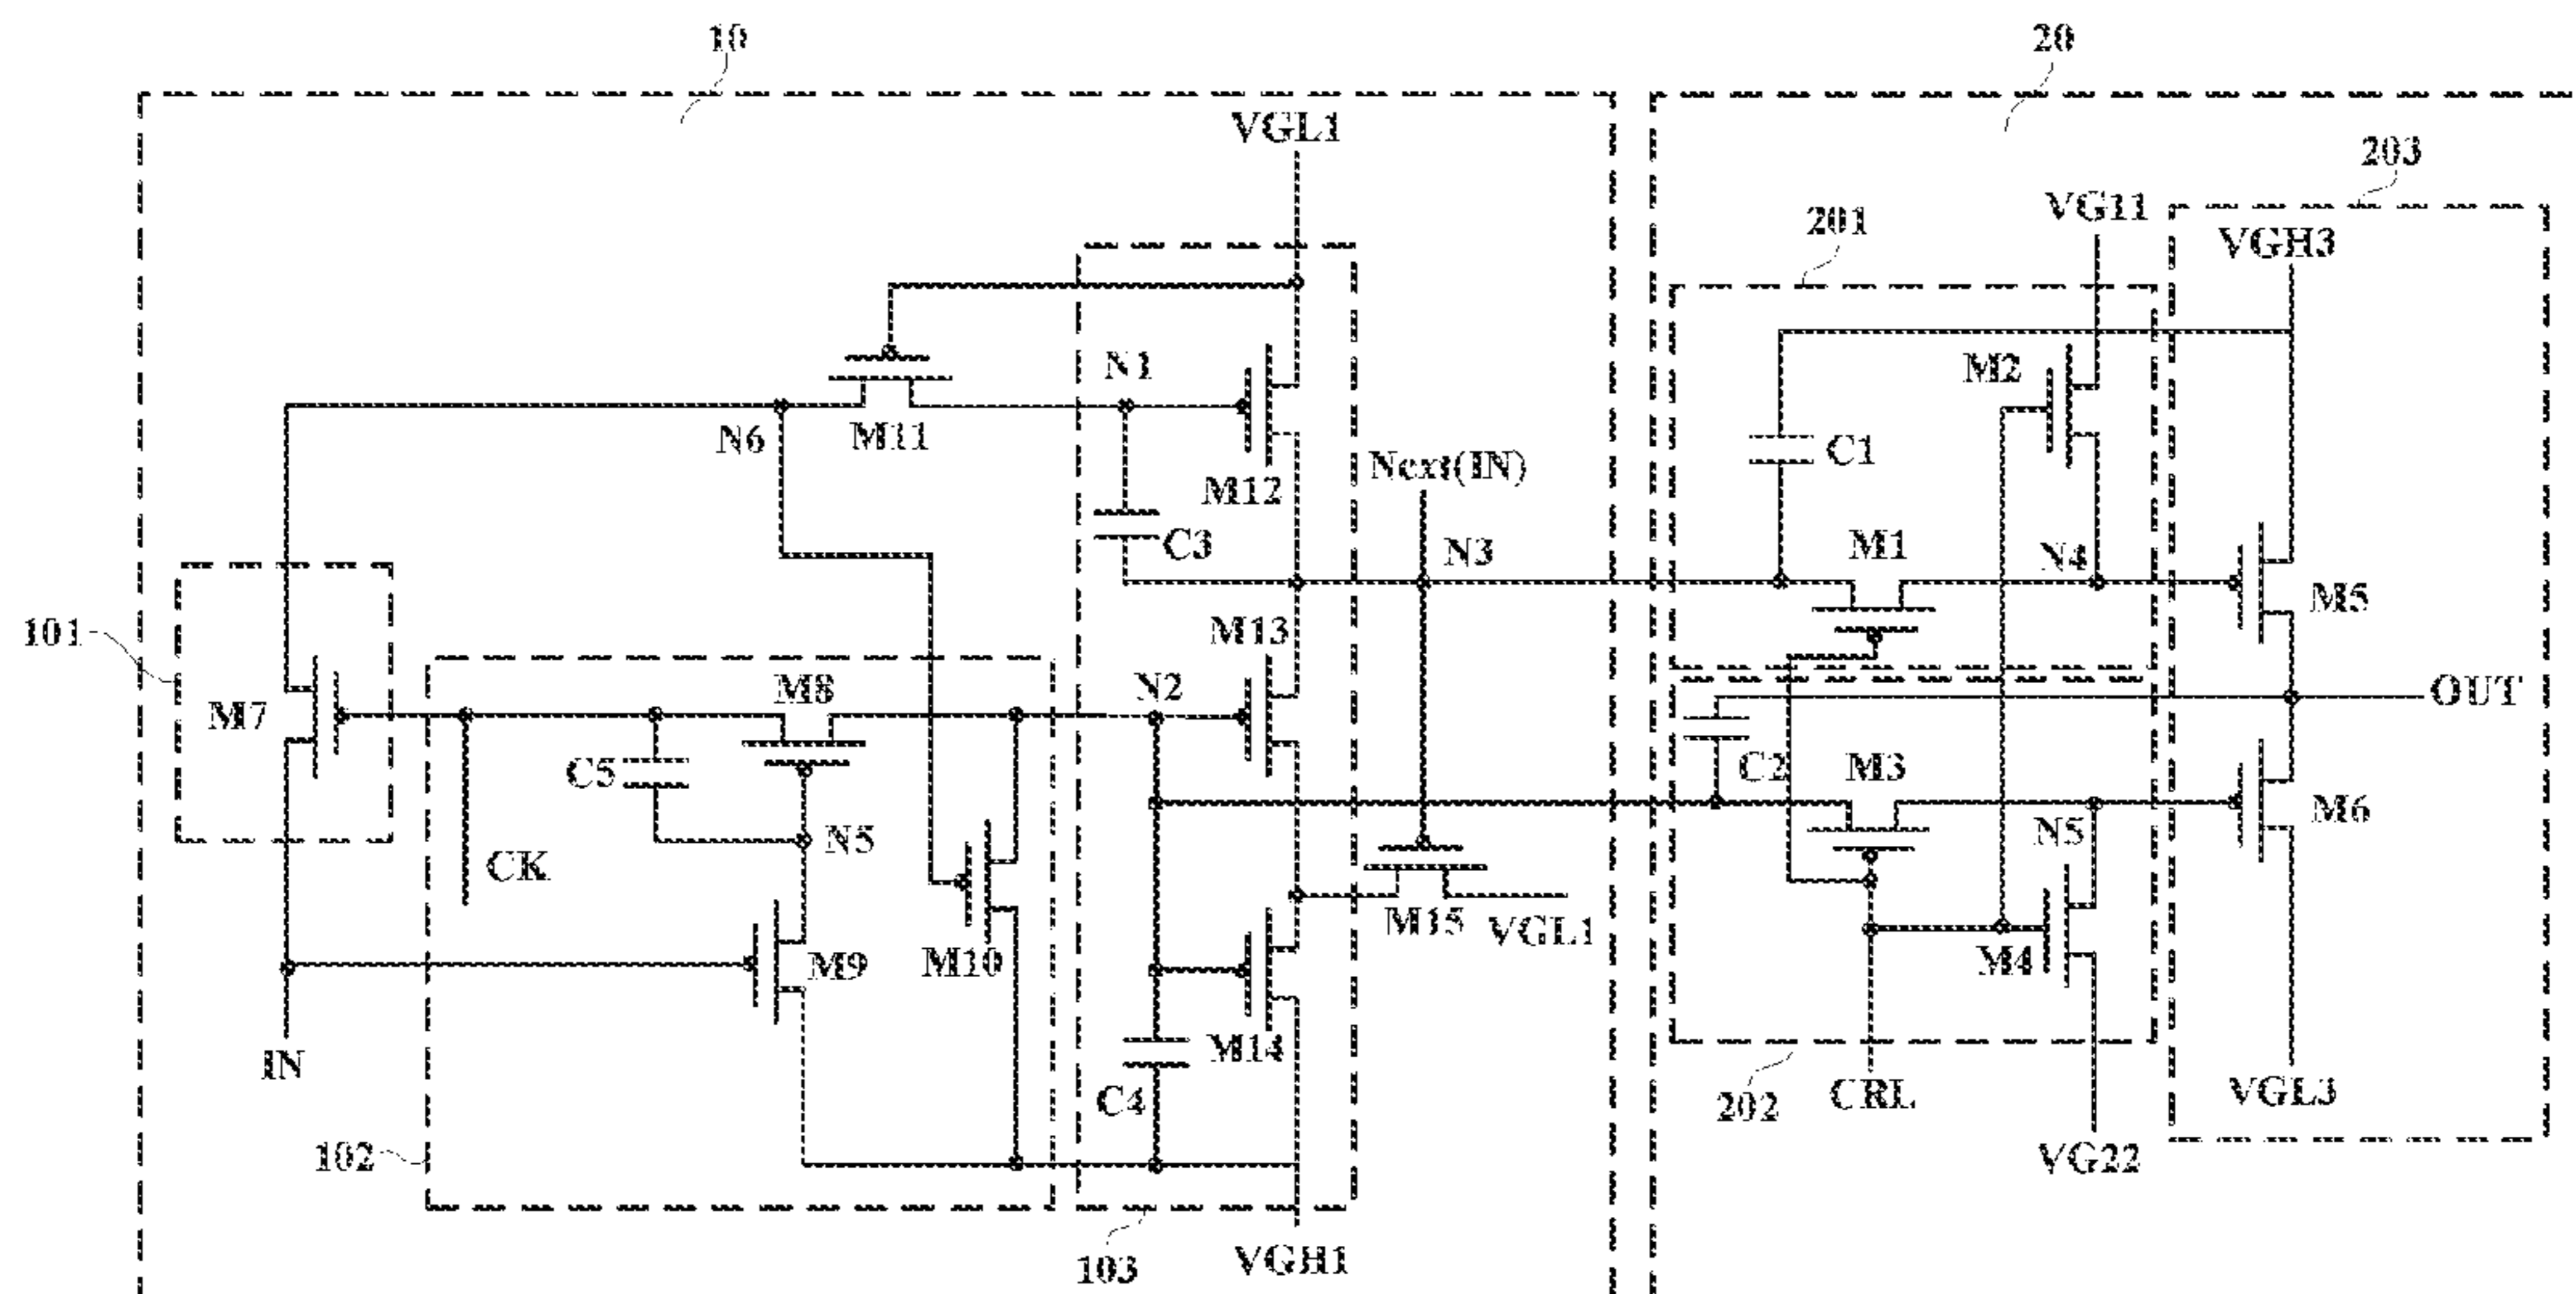 10
20
VGL1
203
201
VG11
VGH3
N1
M2
N6
M11
C1
Next(IN)
M12
C3
N3
M1
N4
M5
101
M13
M7
M8
N2
OUT
C5
C2
M3
M6
N5
N5
CK
M15
VGL1
M9
M10
M4
IN
M14
C4
202
CRL
VGL3
102
VG22
103
VGH1